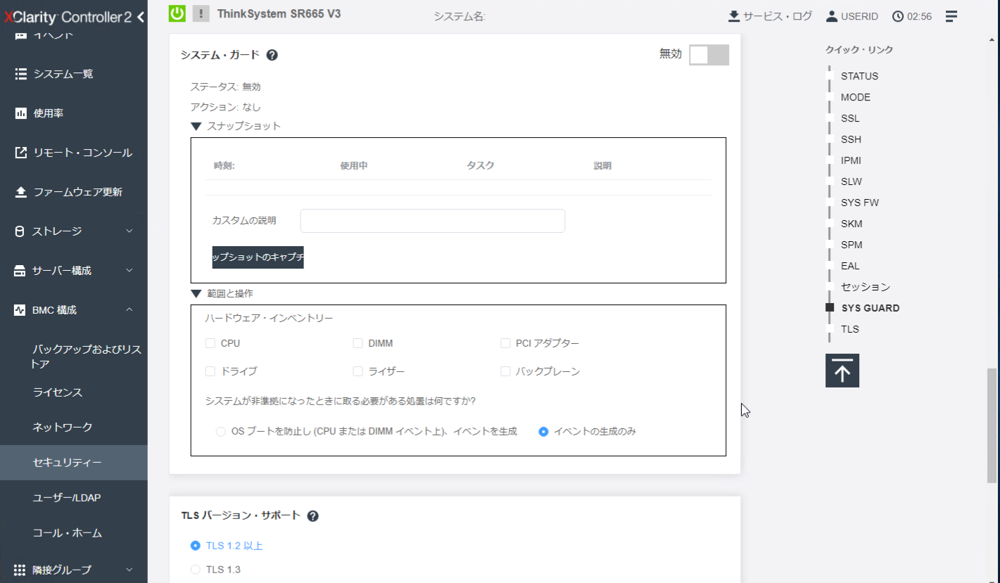 XClarity Controller 2
ThinkSystem SR665 V3
システム名:
サービス・ログ
USERID
02:56
イベント
システム一覧
使用率
リモート・コンソール
ファームウェア更新
ストレージ
サーバー構成
BMC 構成
バックアップおよびリス
トア
ライセンス
ネットワーク
セキュリティー
ユーザー/LDAP
コール・ホーム
隣接グループ
システム・ガード ?
無効
ステータス: 無効
アクション: なし
スナップショット
時刻: 使用中 タスク 説明
カスタムの説明
ップショットのキャプチ
範囲と操作
ハードウェア・インベントリー
CPU DIMM PCI アダプター
ドライブ ライザー バックプレーン
システムが非準拠になったときに取る必要がある処置は何ですか?
OS ブートを防止し (CPU または DIMM イベント上)、イベントを生成 イベントの生成のみ
TLS バージョン・サポート ?
TLS 1.2 以上
TLS 1.3
クイック・リンク
STATUS
MODE
SSL
SSH
IPMI
SLW
SYS FW
SKM
SPM
EAL
セッション
SYS GUARD
TLS